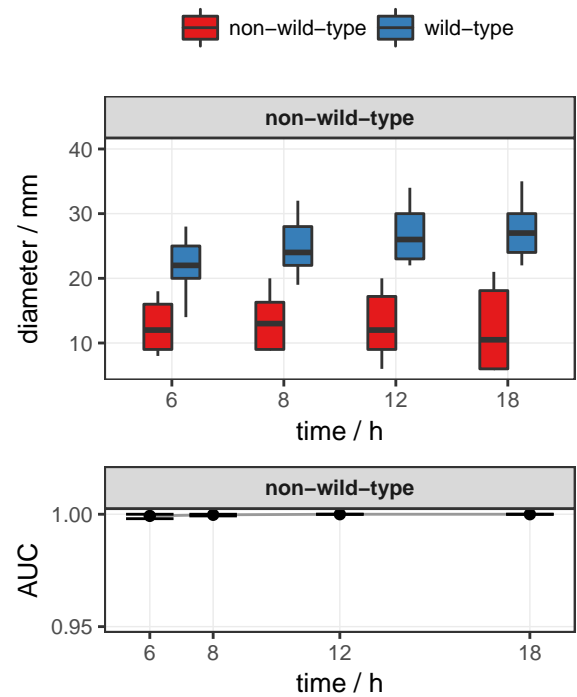 non−wild−type wild−type
non−wild−type
40
30
20
10
diameter / mm
6 8 12 18
time / h
non−wild−type
1.00
0.95
AUC
6 8 12 18
time / h